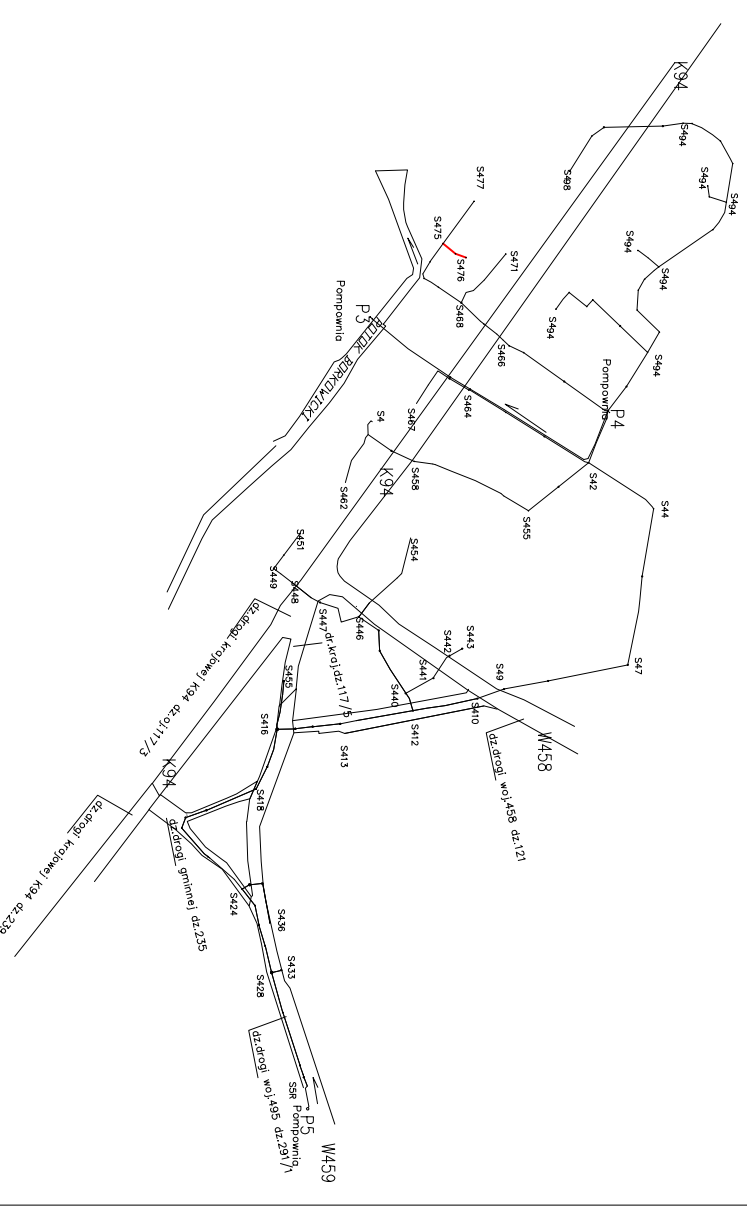 K94
S494
S498
S494
S494
S477
S475
S494
S494
S476
S471
Pompownia
P3
S468
S494
POTOK BORKOWICKI
S466
S494
Pompownia
P4
S464
S467
S4
S42
K94
S458
S462
S455
S44
S451
S454
S449
S448
S447
S446
dz.drogi krajowej K94 dz.oj117/3
dr.kraj.dz.117/5
S443
S442
S441
S440
S49
S47
S455
S416
S413
S412
S410
W458
dz.drogi woj.458 dz.121
K94
S418
dz.drogi krajowej K94 dz.239
dz.drogi gminnej dz.235
S424
S436
S433
S428
dz.drogi woj.495 dz.291/1
S5R
Pompownia
P5
W459